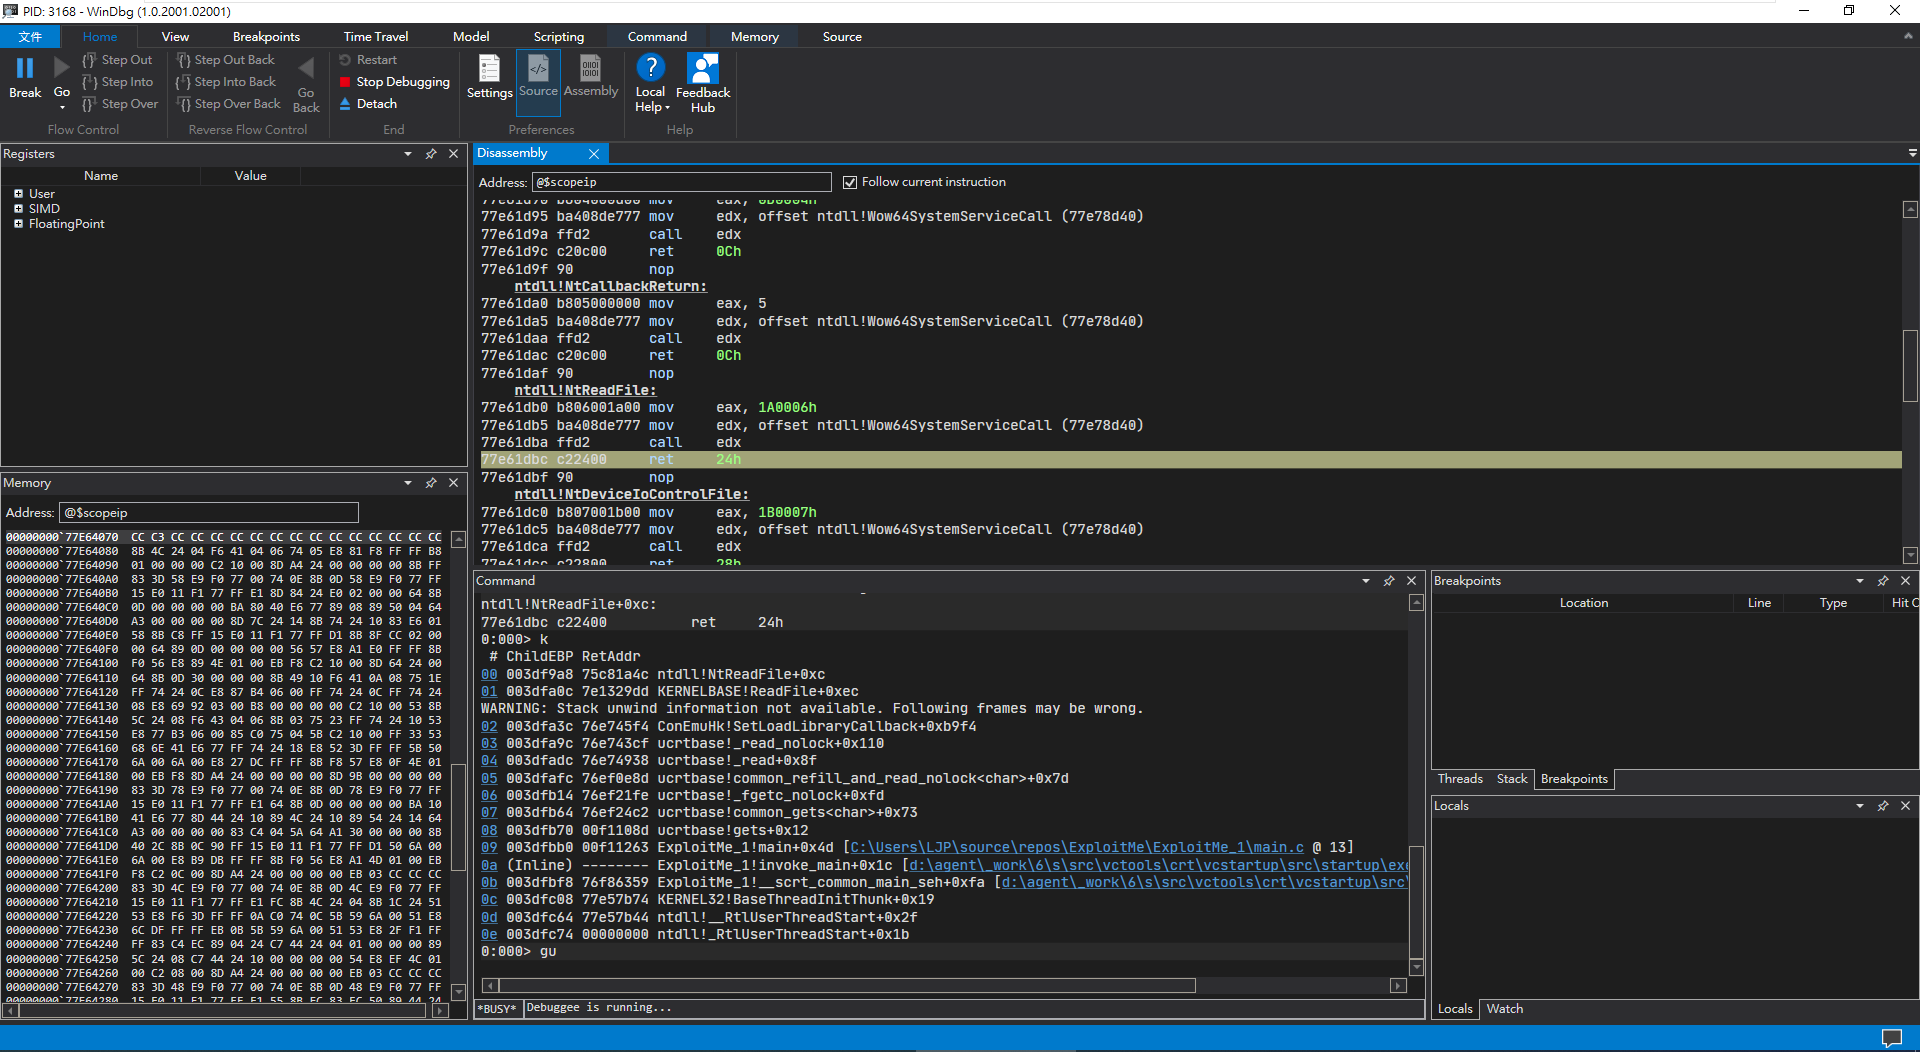 PID: 3168 - WinDbg (1.0.2001.02001)
文件 Home View Breakpoints Time Travel Model Scripting Command Memory Source
Break
Go
Step Out
Step Into
Step Over
Flow Control
Step Out Back
Step Into Back
Step Over Back
Go Back
Reverse Flow Control
Restart
Stop Debugging
Detach
End
Settings
Source
Assembly
Preferences
Local Help
Feedback Hub
Help
Registers
Name Value
User
SIMD
FloatingPoint
Memory
Address: @$scopeip
00000000`77E64070 CC C3 CC CC CC CC CC CC CC CC CC CC CC CC CC CC
00000000`77E64080 8B 4C 24 04 F6 41 04 06 74 05 E8 81 F8 FF FF B8
00000000`77E64090 01 00 00 00 C2 10 00 8D A4 24 00 00 00 00 8B FF
00000000`77E640A0 83 3D 58 E9 F0 77 00 74 0E 8B 0D 58 E9 F0 77 FF
00000000`77E640B0 15 E0 11 F1 77 FF E1 8D 84 24 E0 02 00 00 64 8B
00000000`77E640C0 0D 00 00 00 00 BA 80 40 E6 77 89 08 89 50 04 64
00000000`77E640D0 A3 00 00 00 00 8D 7C 24 14 8B 74 24 10 83 E6 01
00000000`77E640E0 58 8B C8 FF 15 E0 11 F1 77 FF D1 8B 8F CC 02 00
00000000`77E640F0 00 64 89 0D 00 00 00 00 56 57 E8 A1 E0 FF FF 8B
00000000`77E64100 F0 56 E8 89 4E 01 00 EB F8 C2 10 00 8D 64 24 00
00000000`77E64110 64 8B 0D 30 00 00 00 8B 49 10 F6 41 0A 08 75 1E
00000000`77E64120 FF 74 24 0C E8 87 B4 06 00 FF 74 24 0C FF 74 24
00000000`77E64130 08 E8 69 92 03 00 B8 00 00 00 00 C2 10 00 53 8B
00000000`77E64140 5C 24 08 F6 43 04 06 8B 03 75 23 FF 74 24 10 53
00000000`77E64150 E8 77 B3 06 00 85 C0 75 04 5B C2 10 00 FF 33 53
00000000`77E64160 68 6E 41 E6 77 FF 74 24 18 E8 52 3D FF FF 5B 50
00000000`77E64170 6A 00 6A 00 E8 27 DC FF FF 8B F8 57 E8 0F 4E 01
00000000`77E64180 00 EB F8 8D A4 24 00 00 00 00 8D 9B 00 00 00 00
00000000`77E64190 83 3D 78 E9 F0 77 00 74 0E 8B 0D 78 E9 F0 77 FF
00000000`77E641A0 15 E0 11 F1 77 FF E1 64 8B 0D 00 00 00 00 BA 10
00000000`77E641B0 41 E6 77 8D 44 24 10 89 4C 24 10 89 54 24 14 64
00000000`77E641C0 A3 00 00 00 00 83 C4 04 5A 64 A1 30 00 00 00 8B
00000000`77E641D0 40 2C 8B 0C 90 FF 15 E0 11 F1 77 FF D1 50 6A 00
00000000`77E641E0 6A 00 E8 B9 DB FF FF 8B F0 56 E8 A1 4D 01 00 EB
00000000`77E641F0 F8 C2 0C 00 8D A4 24 00 00 00 00 EB 03 CC CC CC
00000000`77E64200 83 3D 4C E9 F0 77 00 74 0E 8B 0D 4C E9 F0 77 FF
00000000`77E64210 15 E0 11 F1 77 FF E1 FC 8B 4C 24 04 8B 1C 24 51
00000000`77E64220 53 E8 F6 3D FF FF 0A C0 74 0C 5B 59 6A 00 51 E8
00000000`77E64230 6C DF FF FF EB 0B 5B 59 6A 00 51 53 E8 2F F1 FF
00000000`77E64240 FF 83 C4 EC 89 04 24 C7 44 24 04 01 00 00 00 89
00000000`77E64250 5C 24 08 C7 44 24 10 00 00 00 00 54 E8 EF 4C 01
00000000`77E64260 00 C2 08 00 8D A4 24 00 00 00 00 EB 03 CC CC CC
00000000`77E64270 83 3D 48 E9 F0 77 00 74 0E 8B 0D 48 E9 F0 77 FF
00000000`77E64280 15 E0 11 F1 77 FF E1 55 8B EC 83 EC 50 89 44 24
Disassembly
Address: @$scopeip Follow current instruction
77e61d90 b804000b00 mov eax, 0B0004h
77e61d95 ba408de777 mov edx, offset ntdll!Wow64SystemServiceCall (77e78d40)
77e61d9a ffd2 call edx
77e61d9c c20c00 ret 0Ch
77e61d9f 90 nop
ntdll!NtCallbackReturn:
77e61da0 b805000000 mov eax, 5
77e61da5 ba408de777 mov edx, offset ntdll!Wow64SystemServiceCall (77e78d40)
77e61daa ffd2 call edx
77e61dac c20c00 ret 0Ch
77e61daf 90 nop
ntdll!NtReadFile:
77e61db0 b806001a00 mov eax, 1A0006h
77e61db5 ba408de777 mov edx, offset ntdll!Wow64SystemServiceCall (77e78d40)
77e61dba ffd2 call edx
77e61dbc c22400 ret 24h
77e61dbf 90 nop
ntdll!NtDeviceIoControlFile:
77e61dc0 b807001b00 mov eax, 1B0007h
77e61dc5 ba408de777 mov edx, offset ntdll!Wow64SystemServiceCall (77e78d40)
77e61dca ffd2 call edx
77e61dcc c22800 ret 28h
Command
ntdll!NtReadFile+0xc:
77e61dbc c22400 ret 24h
0:000> k
# ChildEBP RetAddr
00 003df9a8 75c81a4c ntdll!NtReadFile+0xc
01 003dfa0c 7e1329dd KERNELBASE!ReadFile+0xec
WARNING: Stack unwind information not available. Following frames may be wrong.
02 003dfa3c 76e745f4 ConEmuHk!SetLoadLibraryCallback+0xb9f4
03 003dfa9c 76e743cf ucrtbase!_read_nolock+0x110
04 003dfadc 76e74938 ucrtbase!_read+0x8f
05 003dfafc 76ef0e8d ucrtbase!common_refill_and_read_nolock<char>+0x7d
06 003dfb14 76ef21fe ucrtbase!_fgetc_nolock+0xfd
07 003dfb64 76ef24c2 ucrtbase!common_gets<char>+0x73
08 003dfb70 00f1108d ucrtbase!gets+0x12
09 003dfbb0 00f11263 ExploitMe_1!main+0x4d [C:\Users\LJP\source\repos\ExploitMe\ExploitMe_1\main.c @ 13]
0a (Inline) -------- ExploitMe_1!invoke_main+0x1c [d:\agent\_work\6\s\src\vctools\crt\vcstartup\src\startup\exe
0b 003dfbf8 76f86359 ExploitMe_1!__scrt_common_main_seh+0xfa [d:\agent\_work\6\s\src\vctools\crt\vcstartup\src\
0c 003dfc08 77e57b74 KERNEL32!BaseThreadInitThunk+0x19
0d 003dfc64 77e57b44 ntdll!__RtlUserThreadStart+0x2f
0e 003dfc74 00000000 ntdll!_RtlUserThreadStart+0x1b
0:000> gu
*BUSY* Debuggee is running...
Breakpoints
Location Line Type Hit C
Threads Stack Breakpoints
Locals
Locals Watch